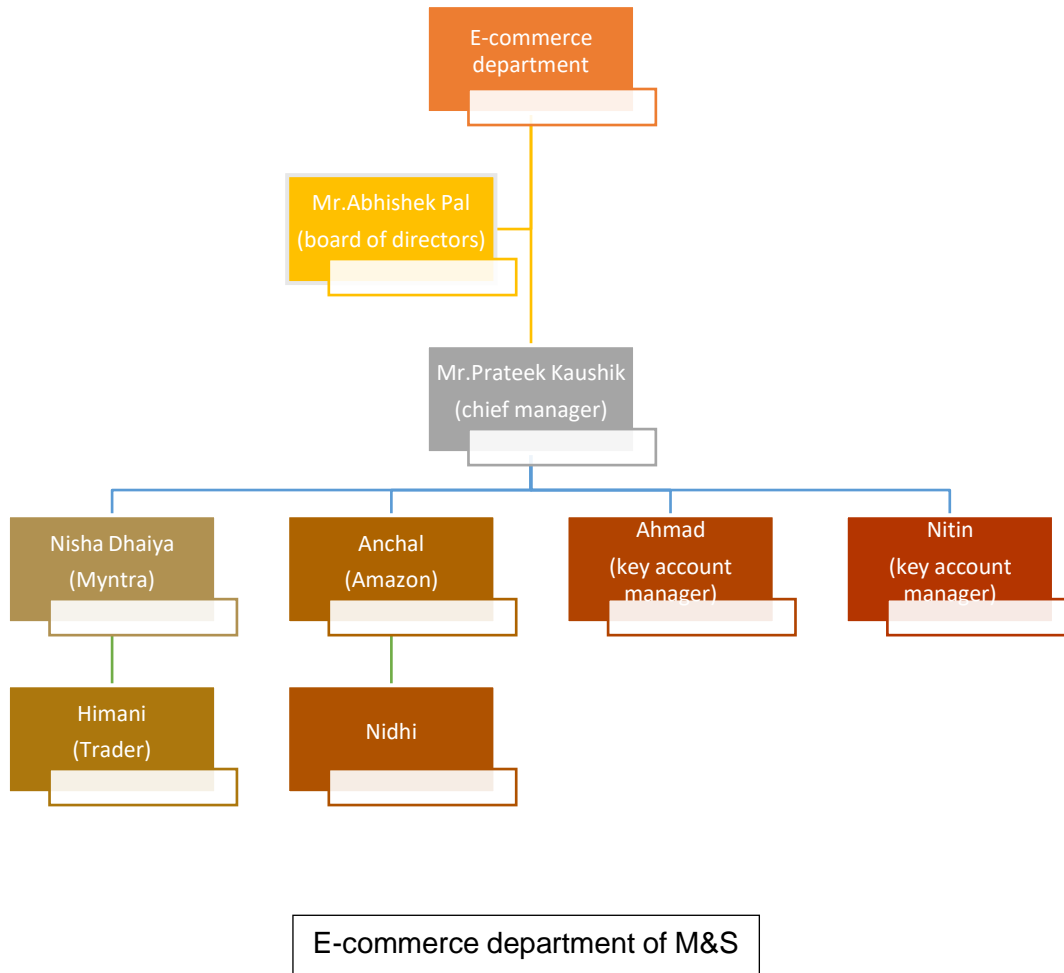 E-commerce
department
Mr.Abhishek Pal
(board of directors)
Mr.Prateek Kaushik
(chief manager)
Nisha Dhaiya
(Myntra)
Anchal
(Amazon)
Ahmad
(key account
manager)
Nitin
(key account
manager)
Himani
(Trader)
Nidhi
E-commerce department of M&S